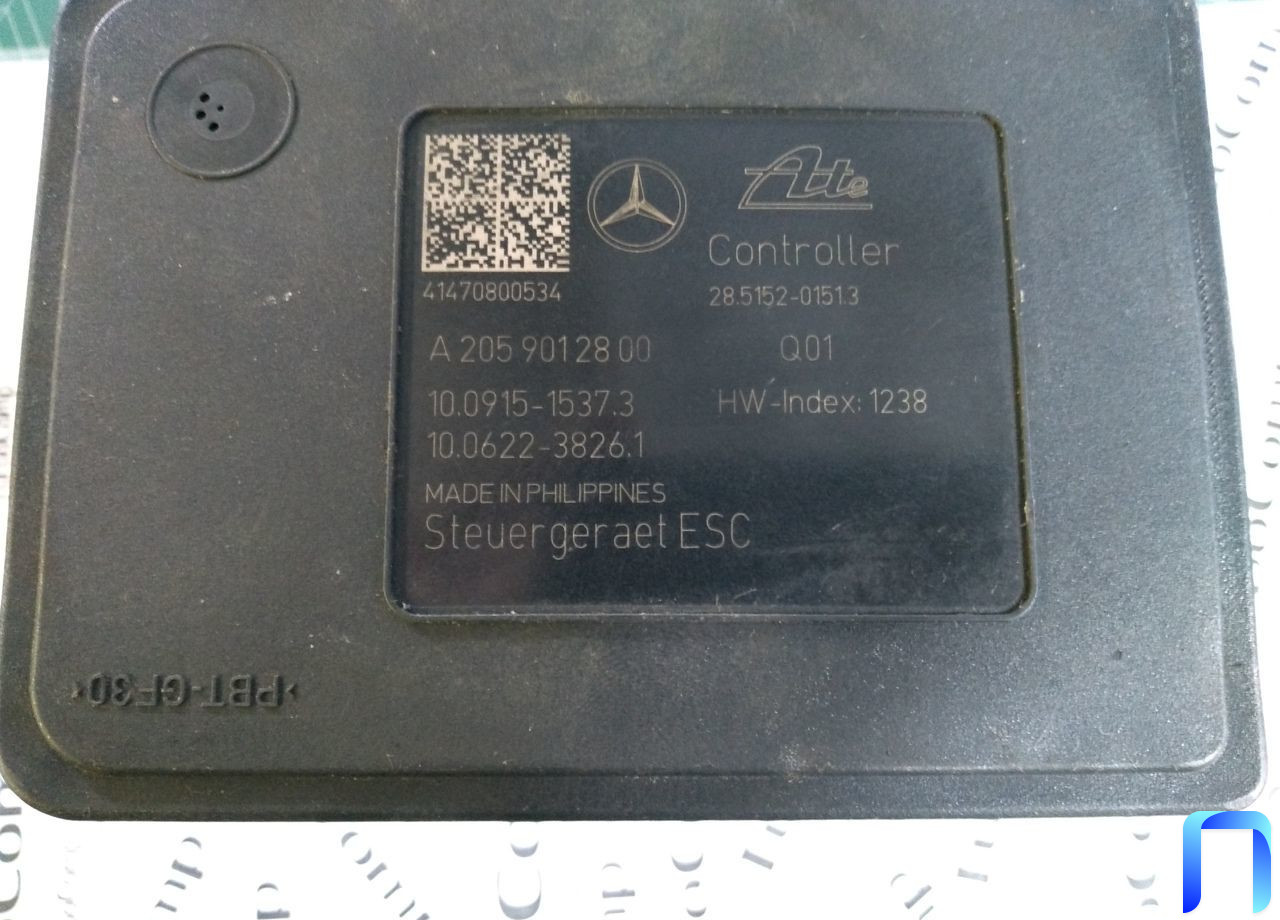 Ate
Controller
41470800534
28.5152-0151.3
A 205 901 28 00 Q01
10.0915-1537.3 HW-Index: 1238
10.0622-3826.1
MADE IN PHILIPPINES
Steuergeraet ESC
>PBT-GF30<